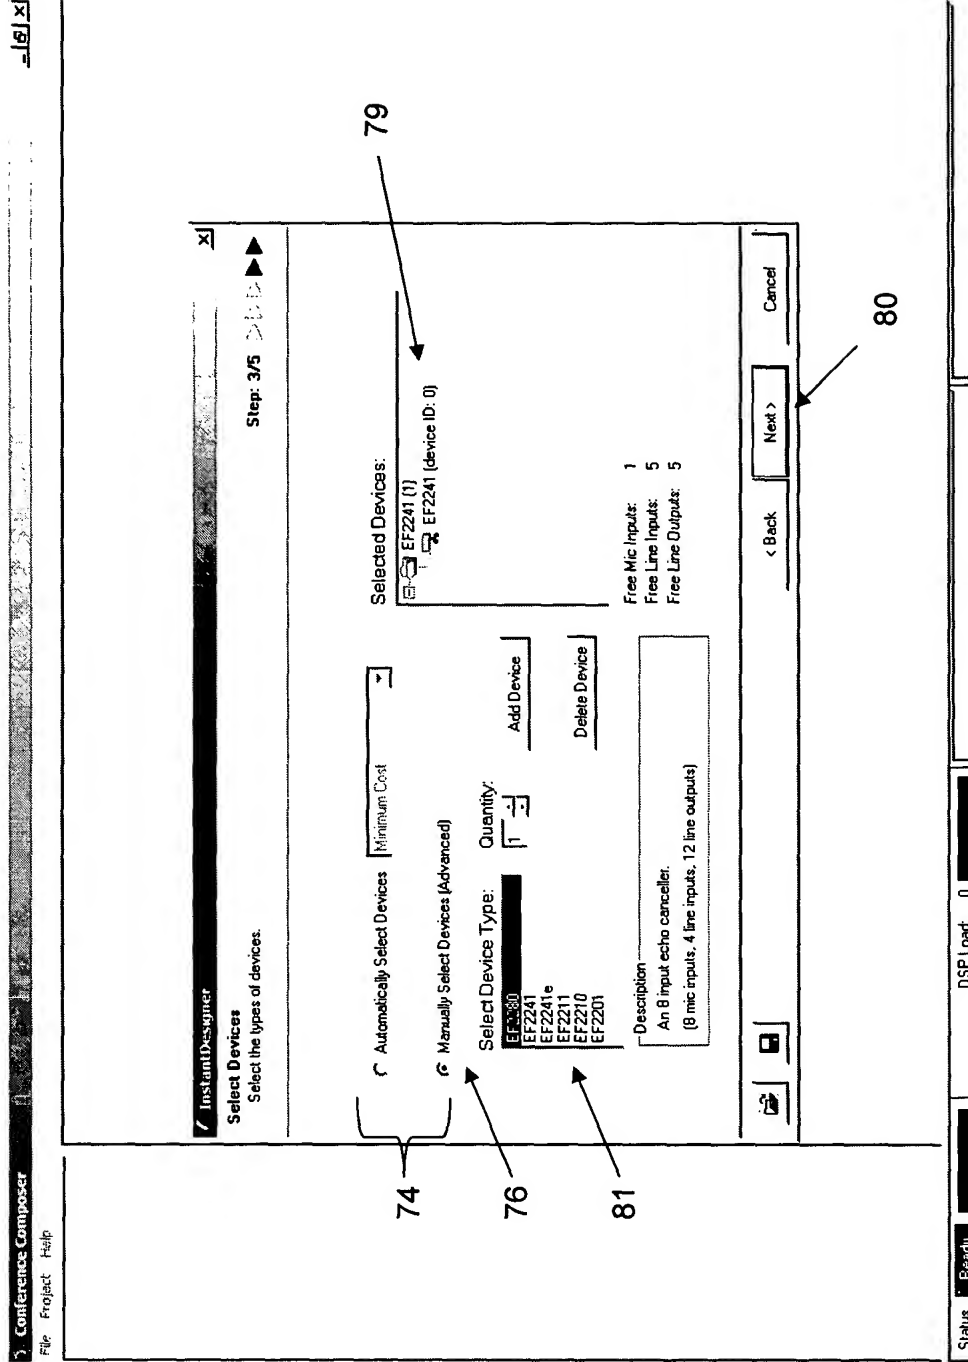 Conference Composer
File Project Help
InstantDesigner
Select Devices
Select the types of devices.
Step: 3/5
Automatically Select Devices
Minimum Cost
Manually Select Devices (Advanced)
Select Device Type:
Quantity:
EF2280
EF2241
EF2241e
EF2211
EF2210
EF2201
1
Add Device
Delete Device
Description
An 8 input echo canceller.
(8 mic inputs, 4 line inputs, 12 line outputs)
Selected Devices:
EF2241 (1)
EF2241 (device ID: 0)
Free Mic Inputs: 1
Free Line Inputs: 5
Free Line Outputs: 5
< Back
Next >
Cancel
74
76
81
79
80
Status Ready
DSP Load: 0